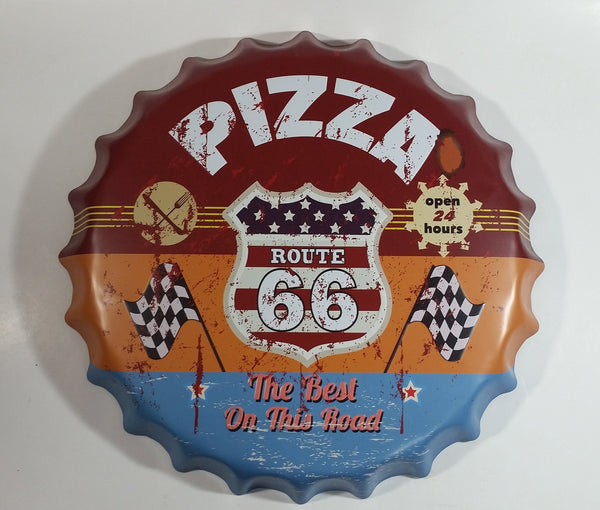 PIZZA
open
24
hours
ROUTE
66
The Best
On This Road